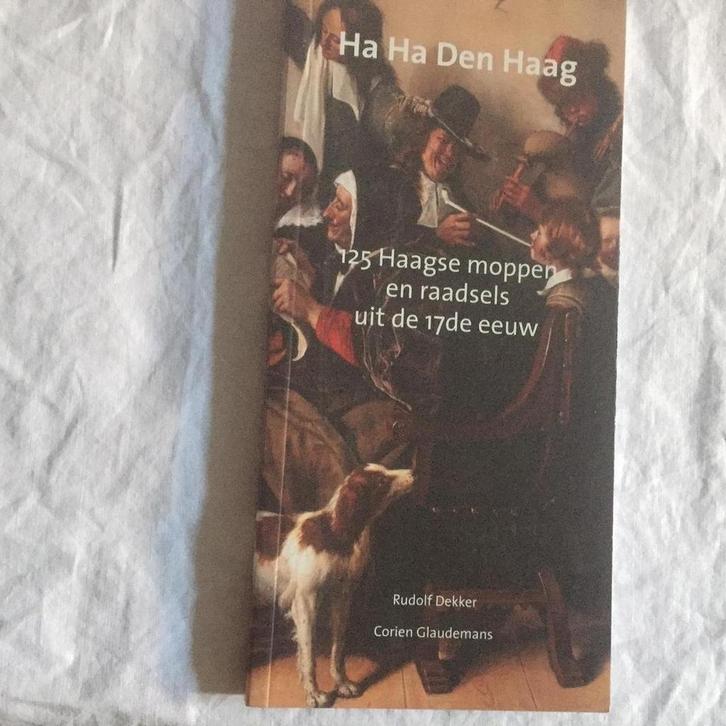 Ha Ha Den Haag
125 Haagse moppen
en raadsels
uit de 17de eeuw
Rudolf Dekker
Corien Glaudemans